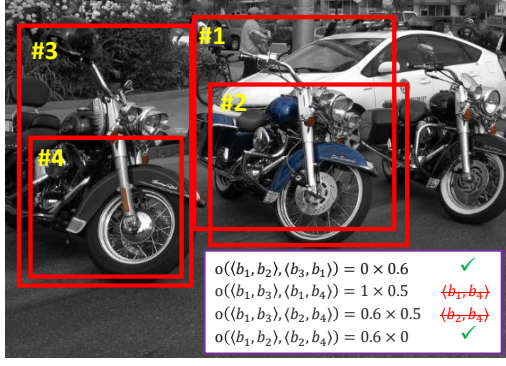 #1
#3
#2
#4
o(⟨b₁, b₂⟩, ⟨b₃, b₁⟩) = 0 × 0.6 ✓
o(⟨b₁, b₃⟩, ⟨b₁, b₄⟩) = 1 × 0.5 ⟨b₁, b₄⟩
o(⟨b₁, b₃⟩, ⟨b₂, b₄⟩) = 0.6 × 0.5 ⟨b₂, b₄⟩
o(⟨b₁, b₂⟩, ⟨b₂, b₄⟩) = 0.6 × 0 ✓